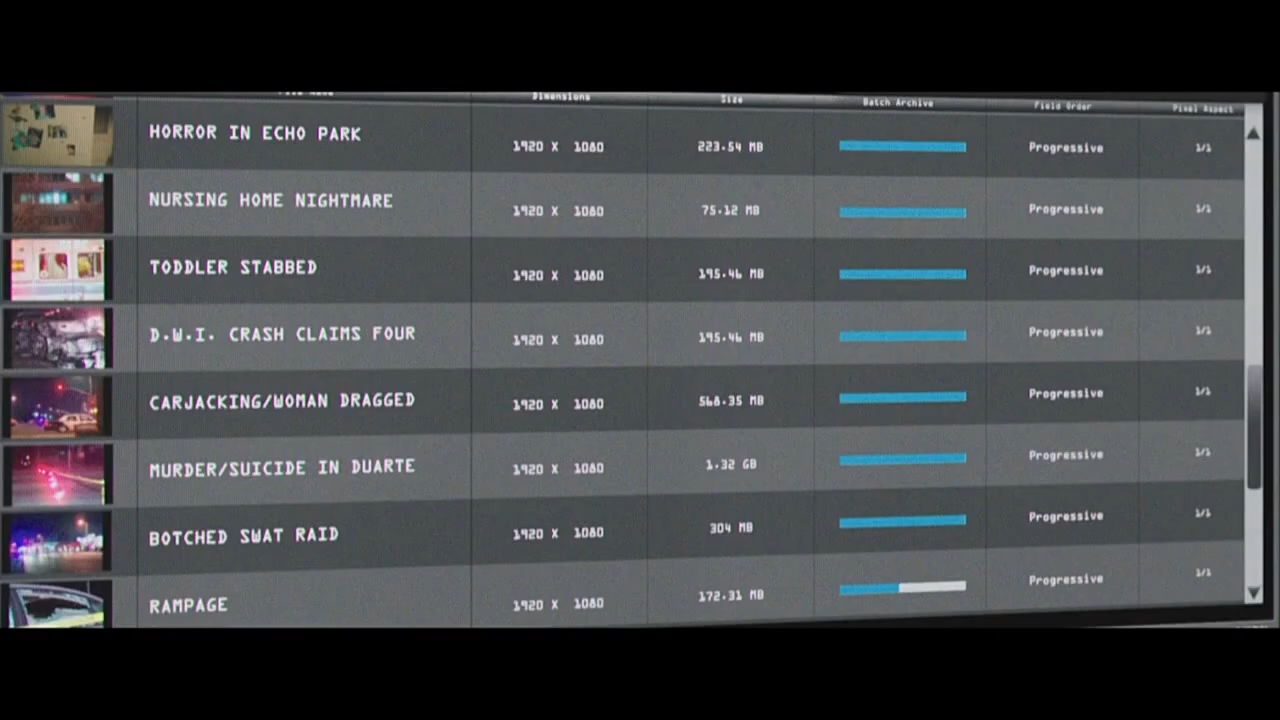 Dimensions Size Batch Archive Field Order Pixel Aspect
HORROR IN ECHO PARK 1920 X 1080 223.54 MB Progressive 1/1
NURSING HOME NIGHTMARE 1920 X 1080 75.12 MB Progressive 1/1
TODDLER STABBED 1920 X 1080 195.46 MB Progressive 1/1
D.W.I. CRASH CLAIMS FOUR 1920 X 1080 195.46 MB Progressive 1/1
CARJACKING/WOMAN DRAGGED 1920 X 1080 568.35 MB Progressive 1/1
MURDER/SUICIDE IN DUARTE 1920 X 1080 1.32 GB Progressive 1/1
BOTCHED SWAT RAID 1920 X 1080 304 MB Progressive 1/1
RAMPAGE 1920 X 1080 172.31 MB Progressive 1/1